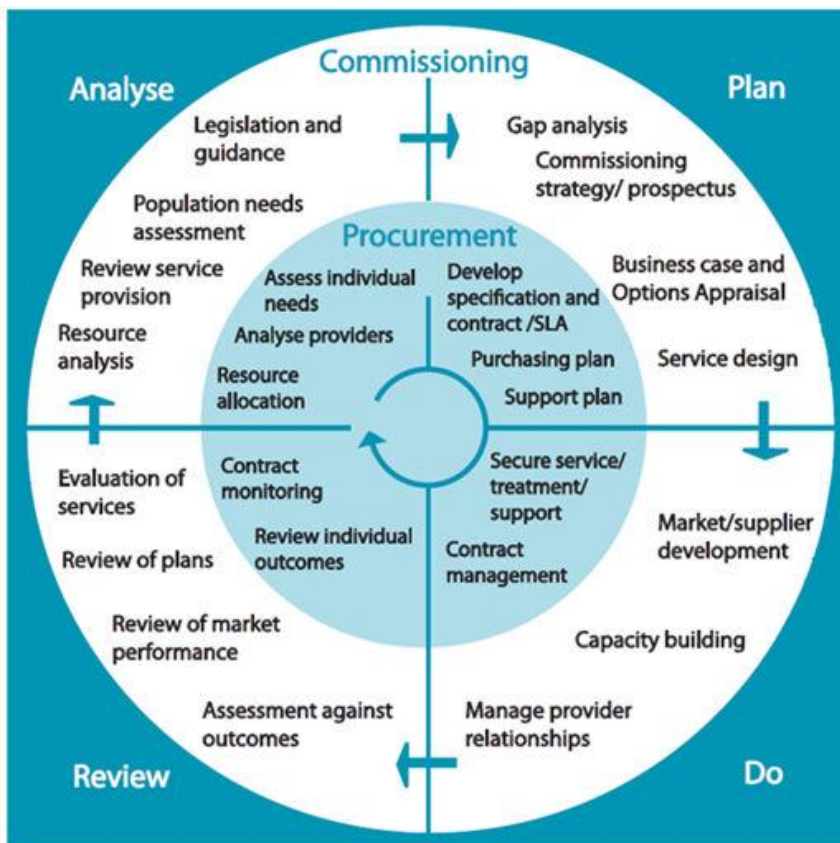 Commissioning
Analyse
Plan
Legislation and
guidance
Population needs
assessment
Review service
provision
Resource
analysis
Gap analysis
Commissioning
strategy/ prospectus
Business case and
Options Appraisal
Service design
Procurement
Assess individual
needs
Analyse providers
Resource
allocation
Develop
specification and
contract /SLA
Purchasing plan
Support plan
Contract
monitoring
Review individual
outcomes
Secure service/
treatment/
support
Contract
management
Evaluation of
services
Review of plans
Review of market
performance
Assessment against
outcomes
Market/supplier
development
Capacity building
Manage provider
relationships
Review
Do